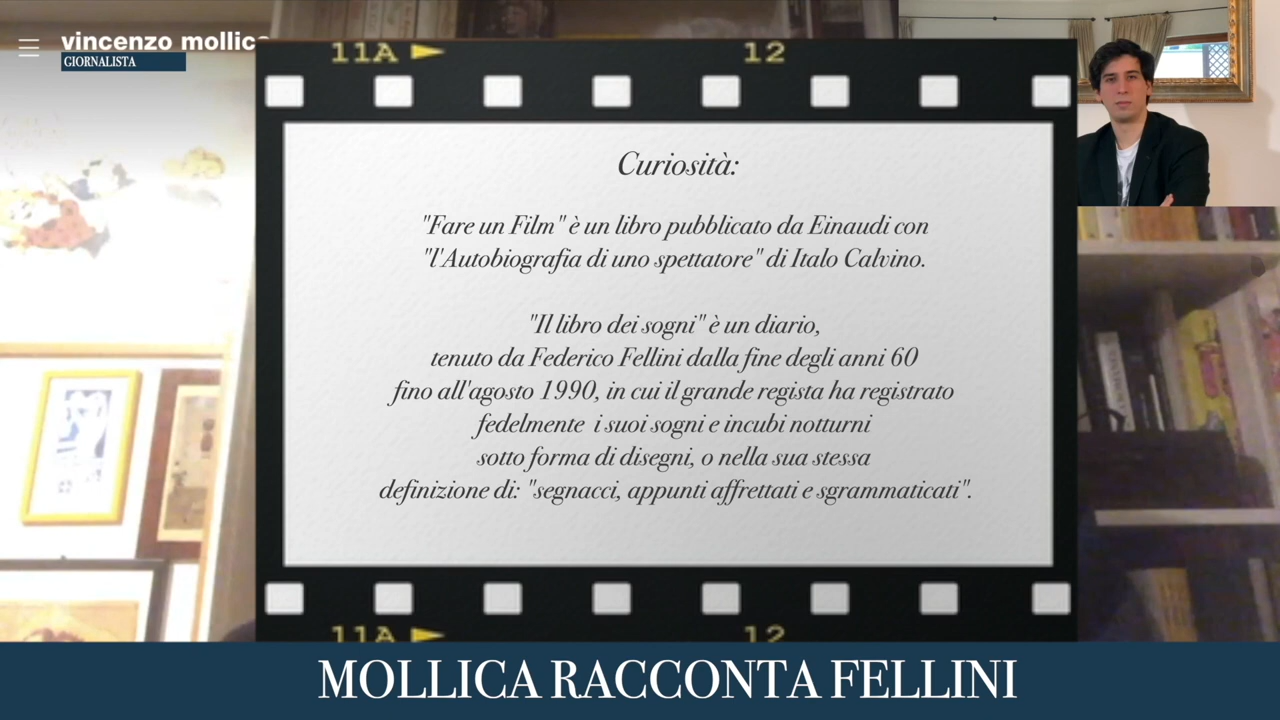 vincenzo mollica
GIORNALISTA
11A
12
Curiosità:
"Fare un Film" è un libro pubblicato da Einaudi con
"l'Autobiografia di uno spettatore" di Italo Calvino.
"Il libro dei sogni" è un diario,
tenuto da Federico Fellini dalla fine degli anni 60
fino all'agosto 1990, in cui il grande regista ha registrato
fedelmente i suoi sogni e incubi notturni
sotto forma di disegni, o nella sua stessa
definizione di: "segnacci, appunti affrettati e sgrammaticati".
11A
12
MOLLICA RACCONTA FELLINI